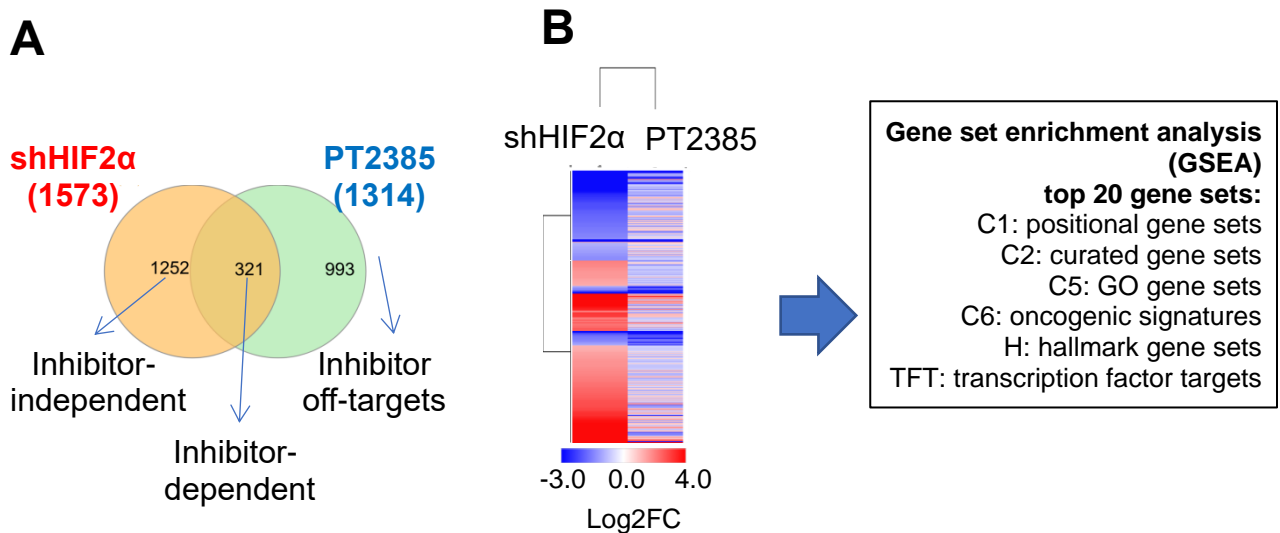 A
shHIF2α
(1573)
PT2385
(1314)
1252
321
993
Inhibitor-
independent
Inhibitor
off-targets
Inhibitor-
dependent
B
shHIF2α PT2385
-3.0 0.0 4.0
Log2FC
Gene set enrichment analysis
(GSEA)
top 20 gene sets:
C1: positional gene sets
C2: curated gene sets
C5: GO gene sets
C6: oncogenic signatures
H: hallmark gene sets
TFT: transcription factor targets